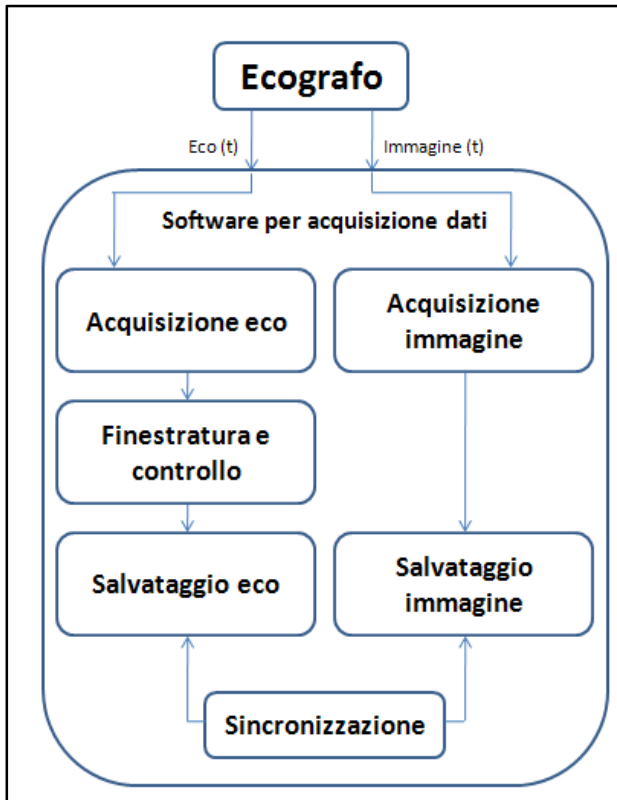 Ecografo
Eco (t)
Immagine (t)
Software per acquisizione dati
Acquisizione eco
Acquisizione
immagine
Finestratura e
controllo
Salvataggio eco
Salvataggio
immagine
Sincronizzazione